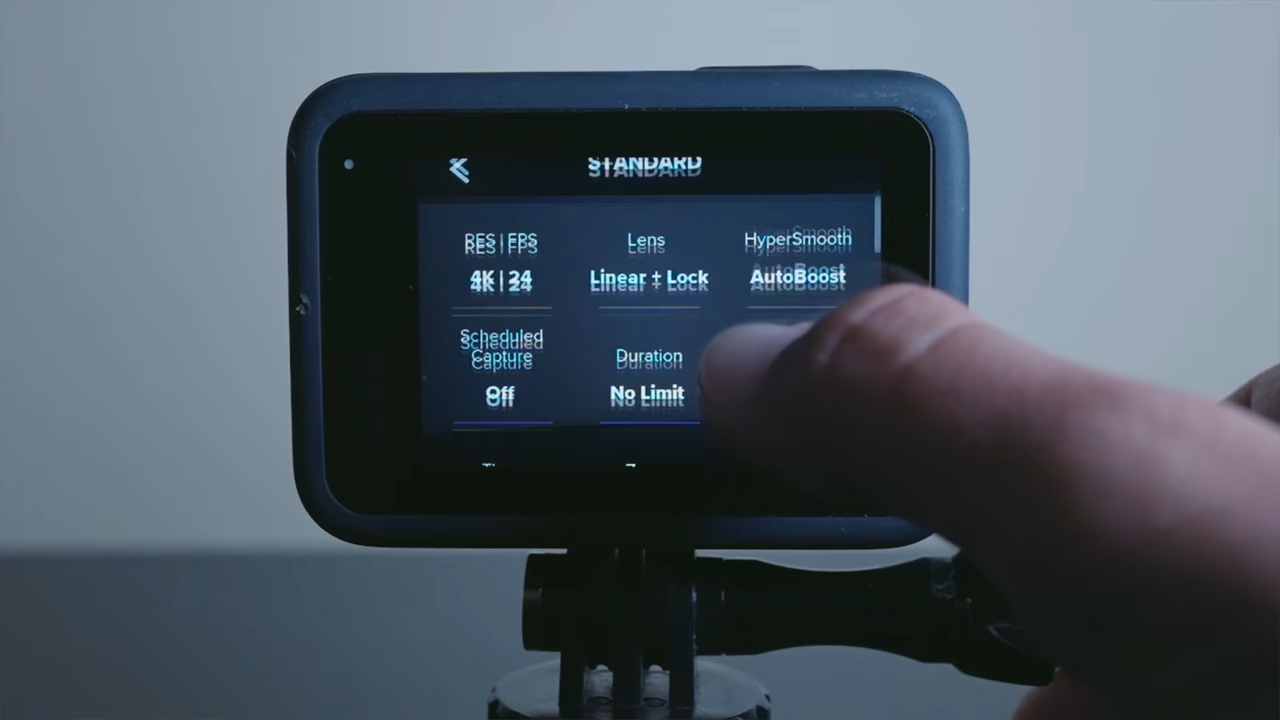 STANDARD
RES | FPS
Lens
HyperSmooth
4K | 24
Linear + Lock
AutoBoost
Scheduled
Capture
Duration
Off
No Limit